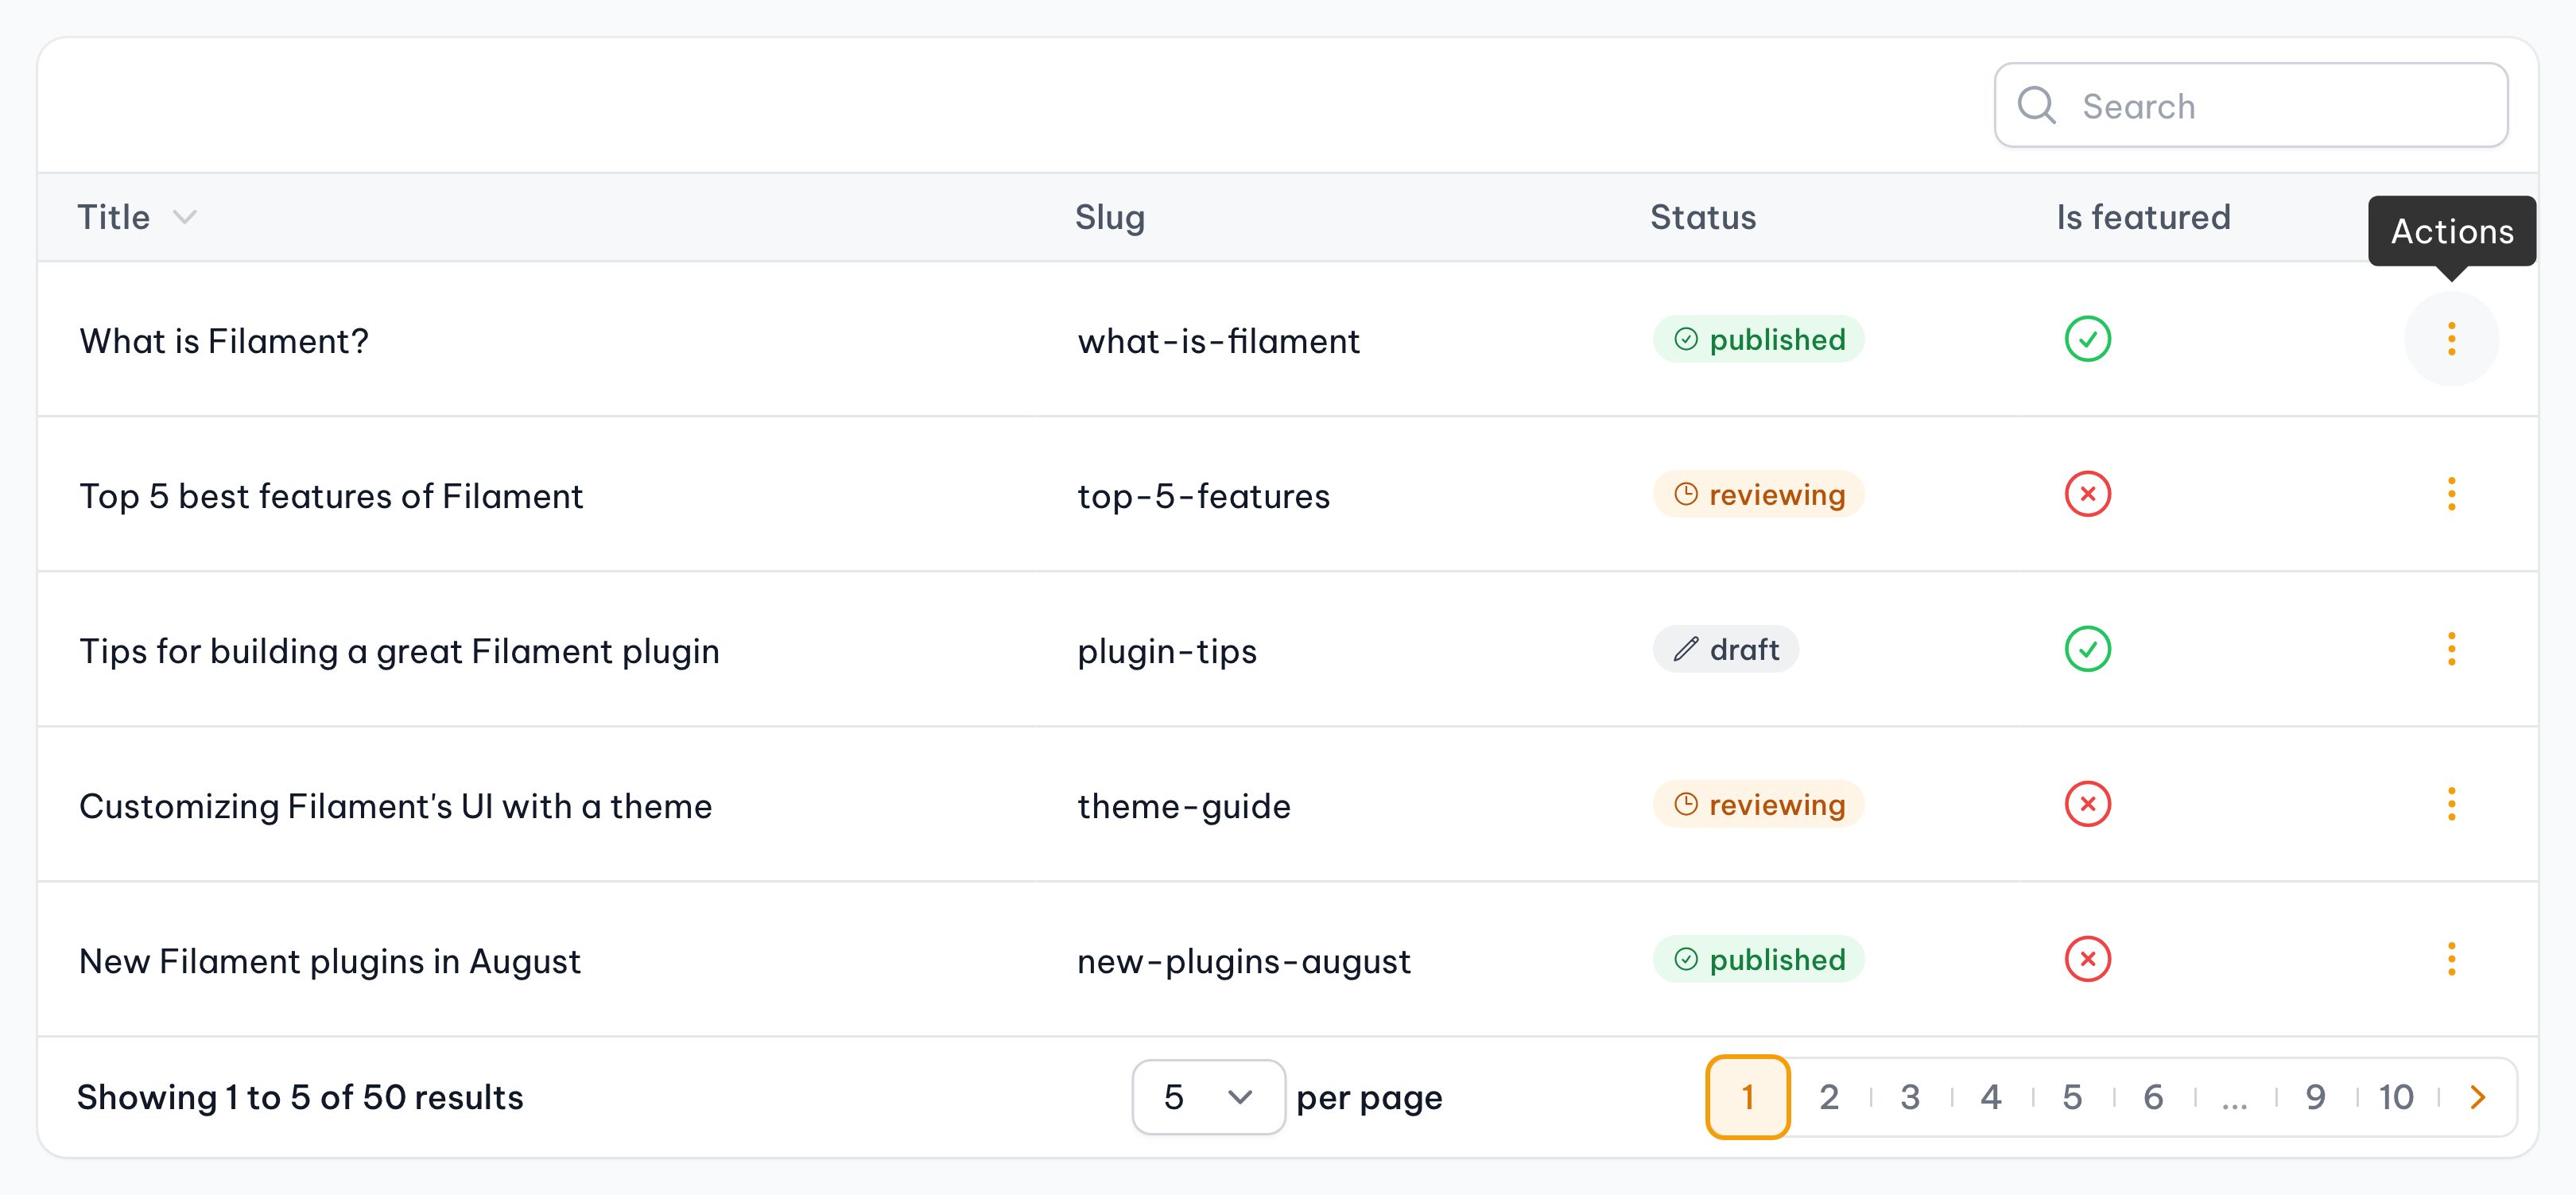 Search
Title Slug Status Is featured
Actions
What is Filament? what-is-filament published
Top 5 best features of Filament top-5-features reviewing
Tips for building a great Filament plugin plugin-tips draft
Customizing Filament's UI with a theme theme-guide reviewing
New Filament plugins in August new-plugins-august published
Showing 1 to 5 of 50 results 5 per page 1 2 3 4 5 6 ... 9 10